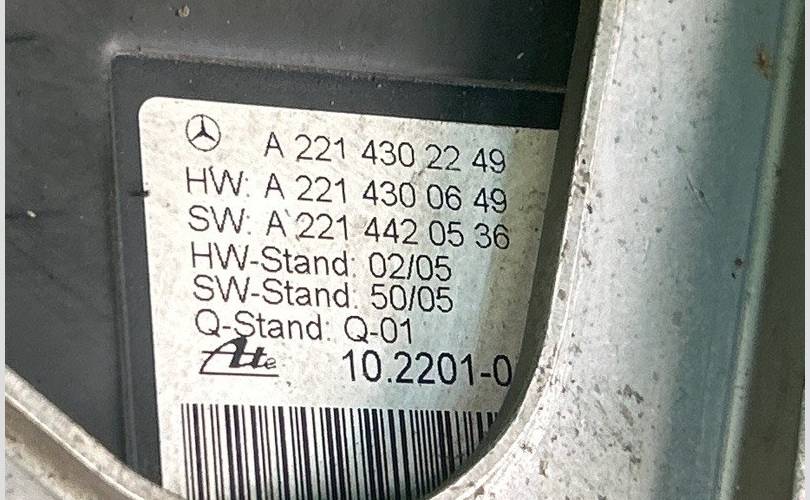 A 221 430 22 49
HW: A 221 430 06 49
SW: A 221 442 05 36
HW-Stand: 02/05
SW-Stand: 50/05
Q-Stand: Q-01
Ate 10.2201-0